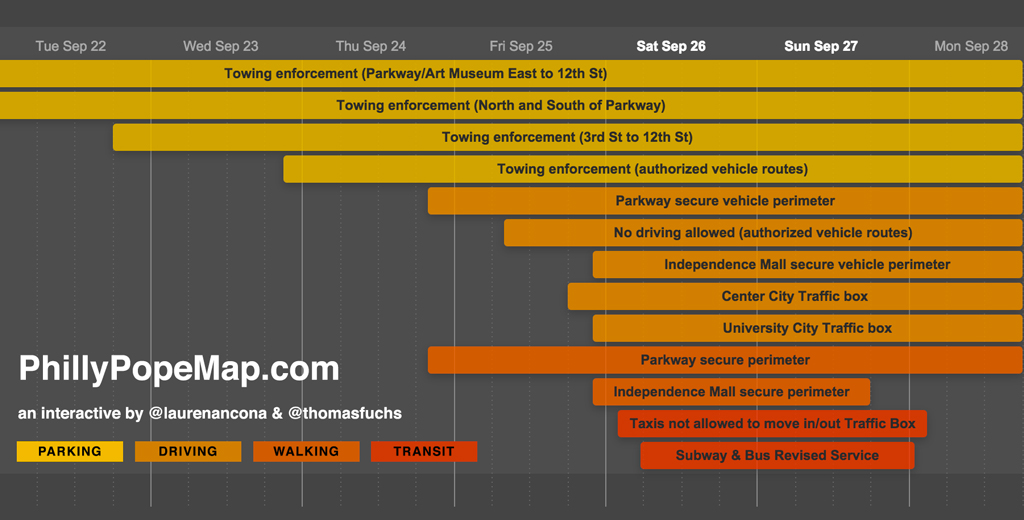 Tue Sep 22 Wed Sep 23 Thu Sep 24 Fri Sep 25 Sat Sep 26 Sun Sep 27 Mon Sep 28
Towing enforcement (Parkway/Art Museum East to 12th St)
Towing enforcement (North and South of Parkway)
Towing enforcement (3rd St to 12th St)
Towing enforcement (authorized vehicle routes)
Parkway secure vehicle perimeter
No driving allowed (authorized vehicle routes)
Independence Mall secure vehicle perimeter
Center City Traffic box
University City Traffic box
Parkway secure perimeter
Independence Mall secure perimeter
Taxis not allowed to move in/out Traffic Box
Subway & Bus Revised Service
PhillyPopeMap.com
an interactive by @laurenancona & @thomasfuchs
PARKING DRIVING WALKING TRANSIT